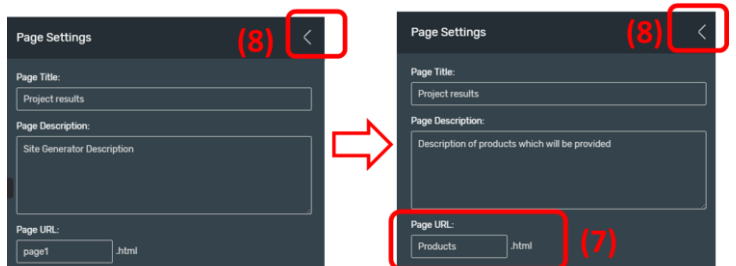 Page Settings
(8)
Page Title:
Project results
Page Description:
Site Generator Description
Page URL:
page1 .html
Page Settings
(8)
Page Title:
Project results
Page Description:
Description of products which will be provided
Page URL:
Products .html
(7)